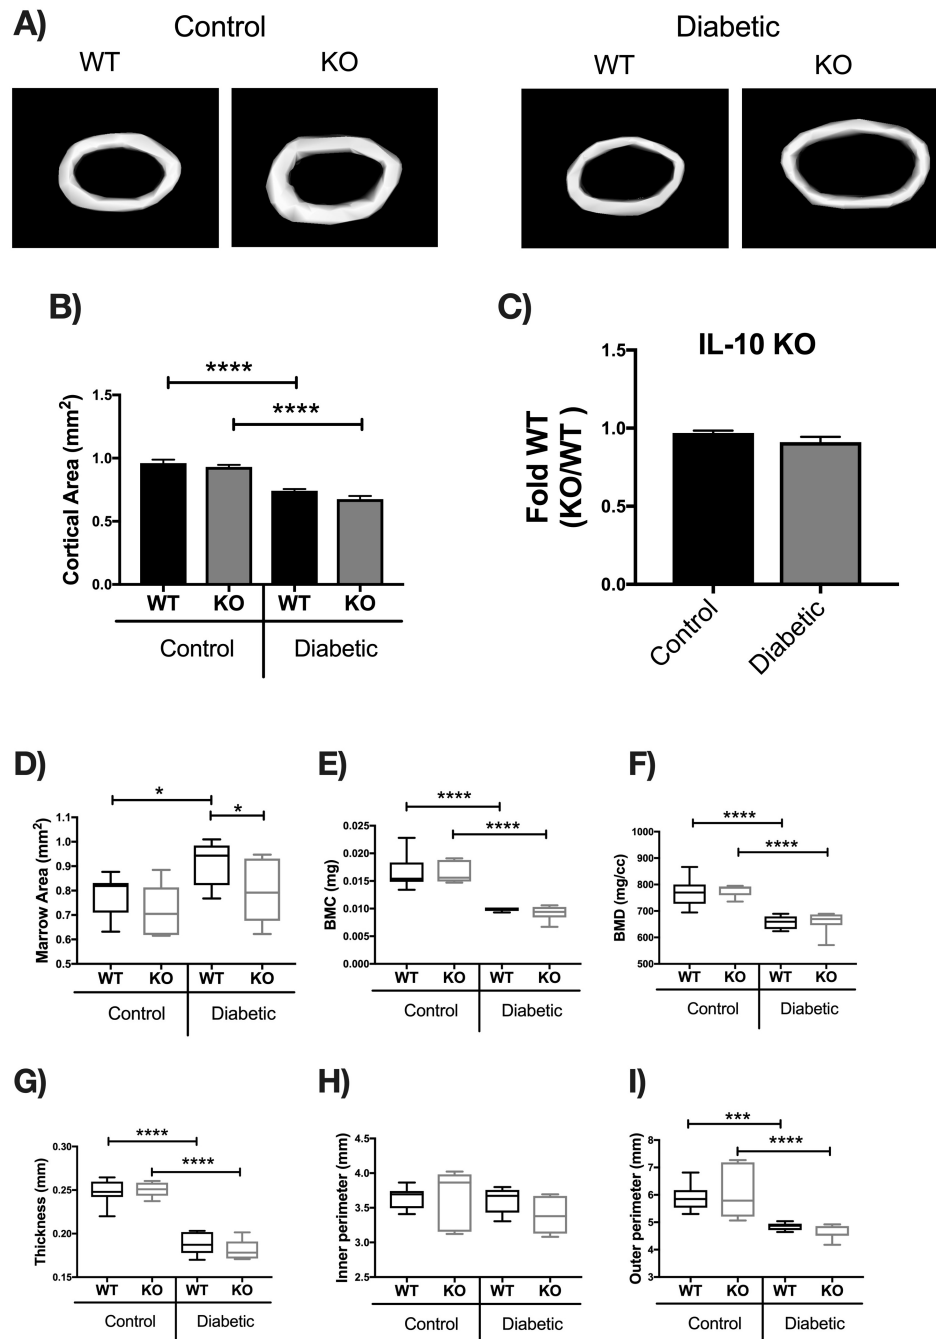 A)
Control
Diabetic
WT
KO
WT
KO
B)
C)
IL-10 KO
Cortical Area (mm2)
1.5
1.0
0.5
0.0
****
****
WT
KO
WT
KO
Control
Diabetic
Fold WT
(KO/WT )
1.5
1.0
0.5
0.0
Control
Diabetic
D)
E)
F)
Marrow Area (mm2)
1.1
1.0
0.9
0.8
0.7
0.6
0.5
*
*
WT
KO
WT
KO
Control
Diabetic
BMC (mg)
0.025
0.020
0.015
0.010
0.005
0.000
****
****
WT
KO
WT
KO
Control
Diabetic
BMD (mg/cc)
1000
900
800
700
600
500
****
****
WT
KO
WT
KO
Control
Diabetic
G)
H)
I)
Thickness (mm)
0.30
0.25
0.20
0.15
****
****
WT
KO
WT
KO
Control
Diabetic
Inner perimeter (mm)
4.5
4.0
3.5
3.0
2.5
WT
KO
WT
KO
Control
Diabetic
Outer perimeter (mm)
8
7
6
5
4
3
***
****
WT
KO
WT
KO
Control
Diabetic